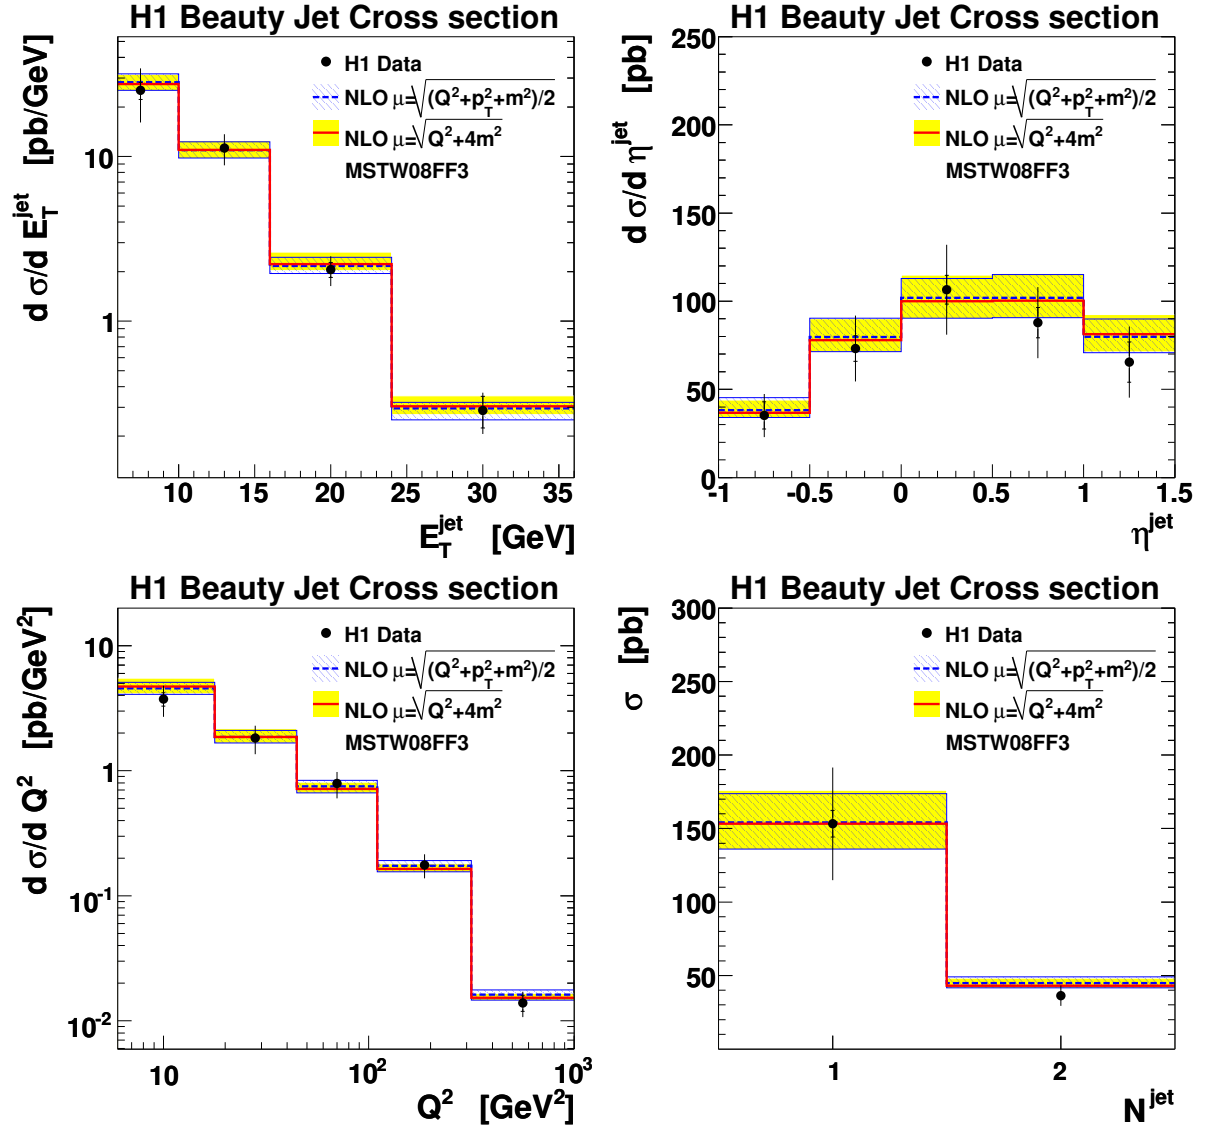 H1 Beauty Jet Cross section
d σ/d E_T^jet [pb/GeV]
H1 Data
NLO μ=√(Q²+p_T²+m²)/2
NLO μ=√Q²+4m²
MSTW08FF3
10
1
10 15 20 25 30 35
E_T^jet [GeV]
H1 Beauty Jet Cross section
d σ/d η^jet [pb]
H1 Data
NLO μ=√(Q²+p_T²+m²)/2
NLO μ=√Q²+4m²
MSTW08FF3
250
200
150
100
50
0
-1 -0.5 0 0.5 1 1.5
η^jet
H1 Beauty Jet Cross section
d σ/d Q² [pb/GeV²]
H1 Data
NLO μ=√(Q²+p_T²+m²)/2
NLO μ=√Q²+4m²
MSTW08FF3
10
1
10⁻¹
10⁻²
10 10² 10³
Q² [GeV²]
H1 Beauty Jet Cross section
σ [pb]
H1 Data
NLO μ=√(Q²+p_T²+m²)/2
NLO μ=√Q²+4m²
MSTW08FF3
300
250
200
150
100
50
1 2
N^jet